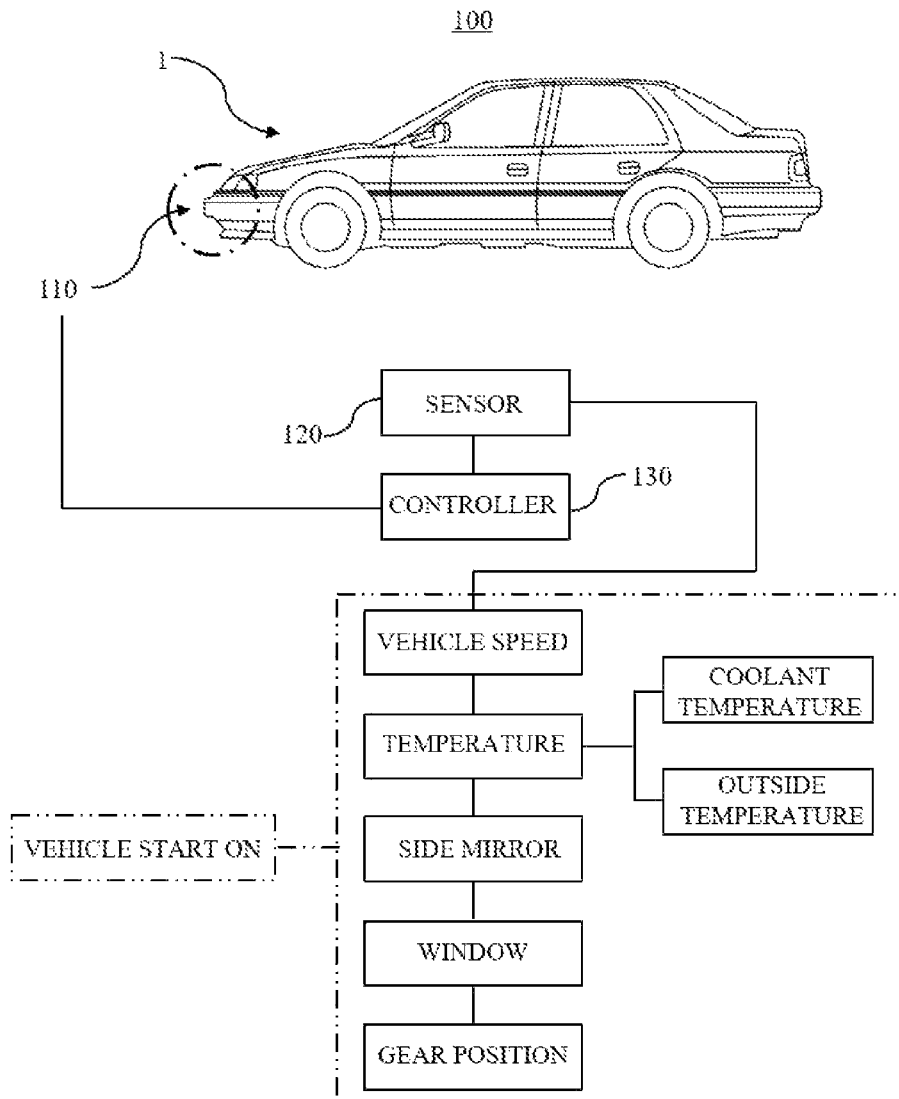 100
1
110
SENSOR
120
CONTROLLER
130
VEHICLE SPEED
COOLANT
TEMPERATURE
TEMPERATURE
OUTSIDE
TEMPERATURE
VEHICLE START ON
SIDE MIRROR
WINDOW
GEAR POSITION